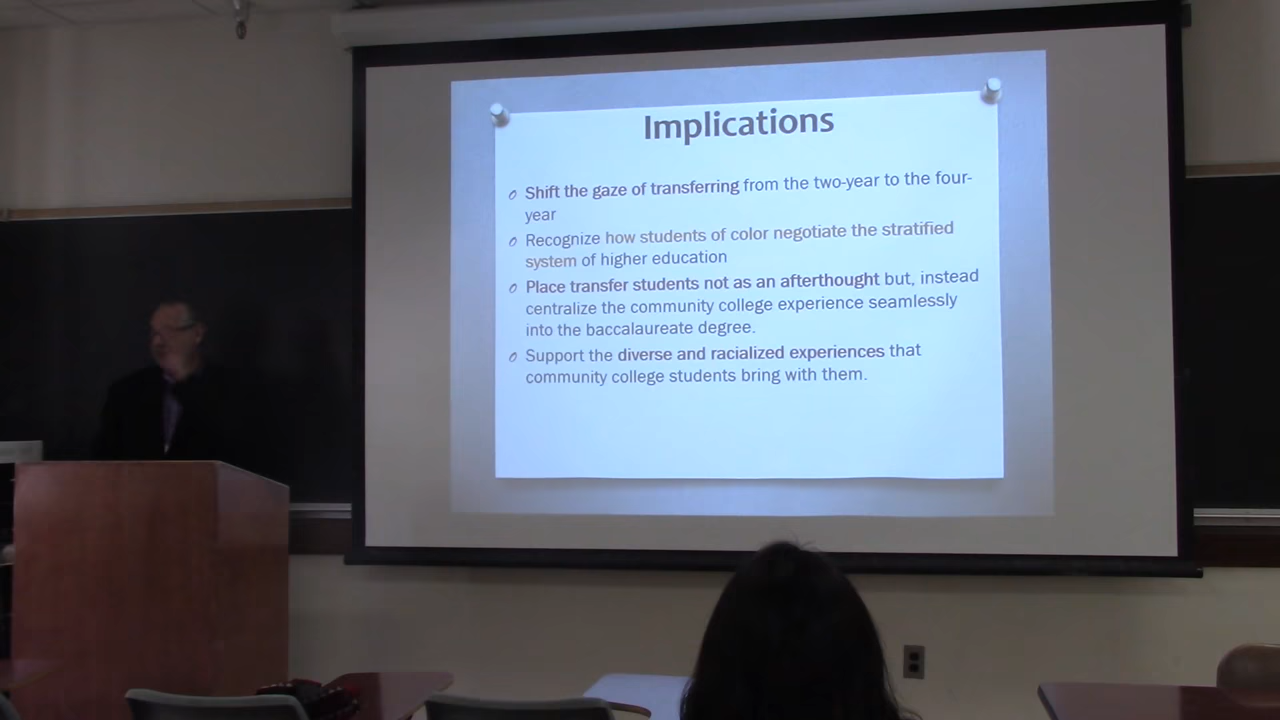 Implications
Shift the gaze of transferring from the two-year to the four-
year
Recognize how students of color negotiate the stratified
system of higher education
Place transfer students not as an afterthought but, instead
centralize the community college experience seamlessly
into the baccalaureate degree.
Support the diverse and racialized experiences that
community college students bring with them.